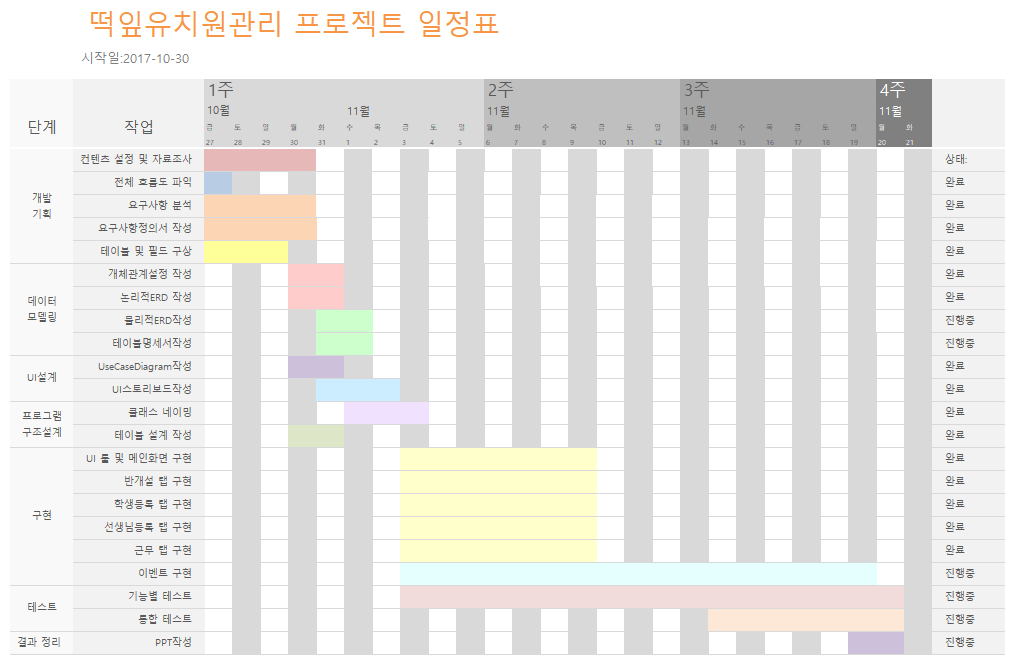 떡잎유치원관리 프로젝트 일정표
시작일:2017-10-30
1주 2주 3주 4주
10월 11월 11월 11월 11월
단계 작업
금 토 일 월 화 수 목 금 토 일 월 화 수 목 금 토 일 월 화 수 목 금 토 일 월 화
27 28 29 30 31 1 2 3 4 5 6 7 8 9 10 11 12 13 14 15 16 17 18 19 20 21
컨텐츠 설정 및 자료조사 상태:
전체 흐름도 파익 완료
개발
기획
요구사항 분석 완료
요구사항정의서 작성 완료
테이블 및 필드 구상 완료
개체관계설정 작성 완료
데이터
모델링
논리적ERD 작성 완료
물리적ERD작성 진행중
테이블명세서작성 진행중
UI설계
UseCaseDiagram작성 완료
UI스토리보드작성 완료
프로그램
구조설계
클래스 네이밍 완료
테이블 설계 작성 완료
UI 툴 및 메인화면 구현 완료
반개설 탭 구현 완료
학생등록 탭 구현 완료
구현
선생님등록 탭 구현 완료
근무 탭 구현 완료
이벤트 구현 진행중
테스트
기능별 테스트 진행중
통합 테스트 진행중
결과 정리 PPT작성 진행중